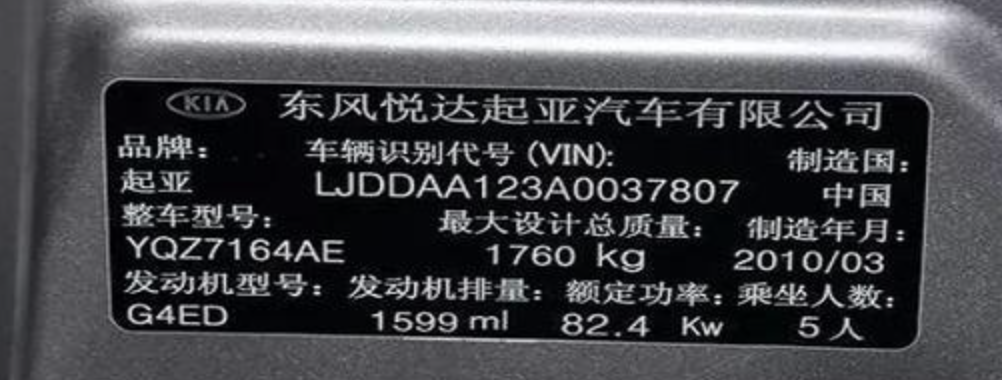 KIA 东风悦达起亚汽车有限公司
品牌： 车辆识别代号 (VIN): 制造国：
起亚 LJDDAA123A0037807 中国
整车型号： 最大设计总质量： 制造年月：
YQZ7164AE 1760 kg 2010/03
发动机型号： 发动机排量： 额定功率： 乘坐人数：
G4ED 1599 ml 82.4 Kw 5人